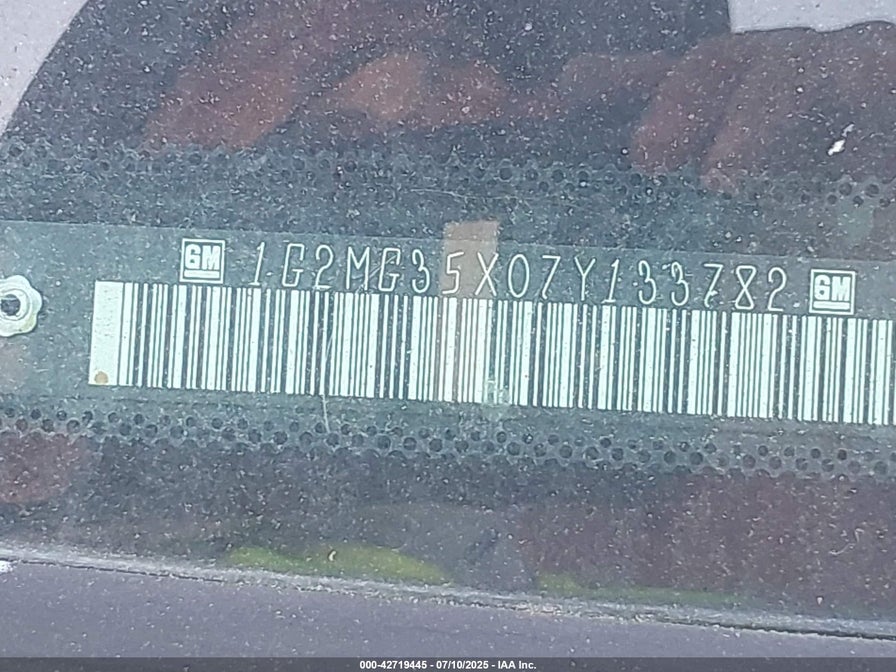 GM 1G2MG35X07Y133782 GM
000-42719445 - 07/10/2025 - IAA Inc.